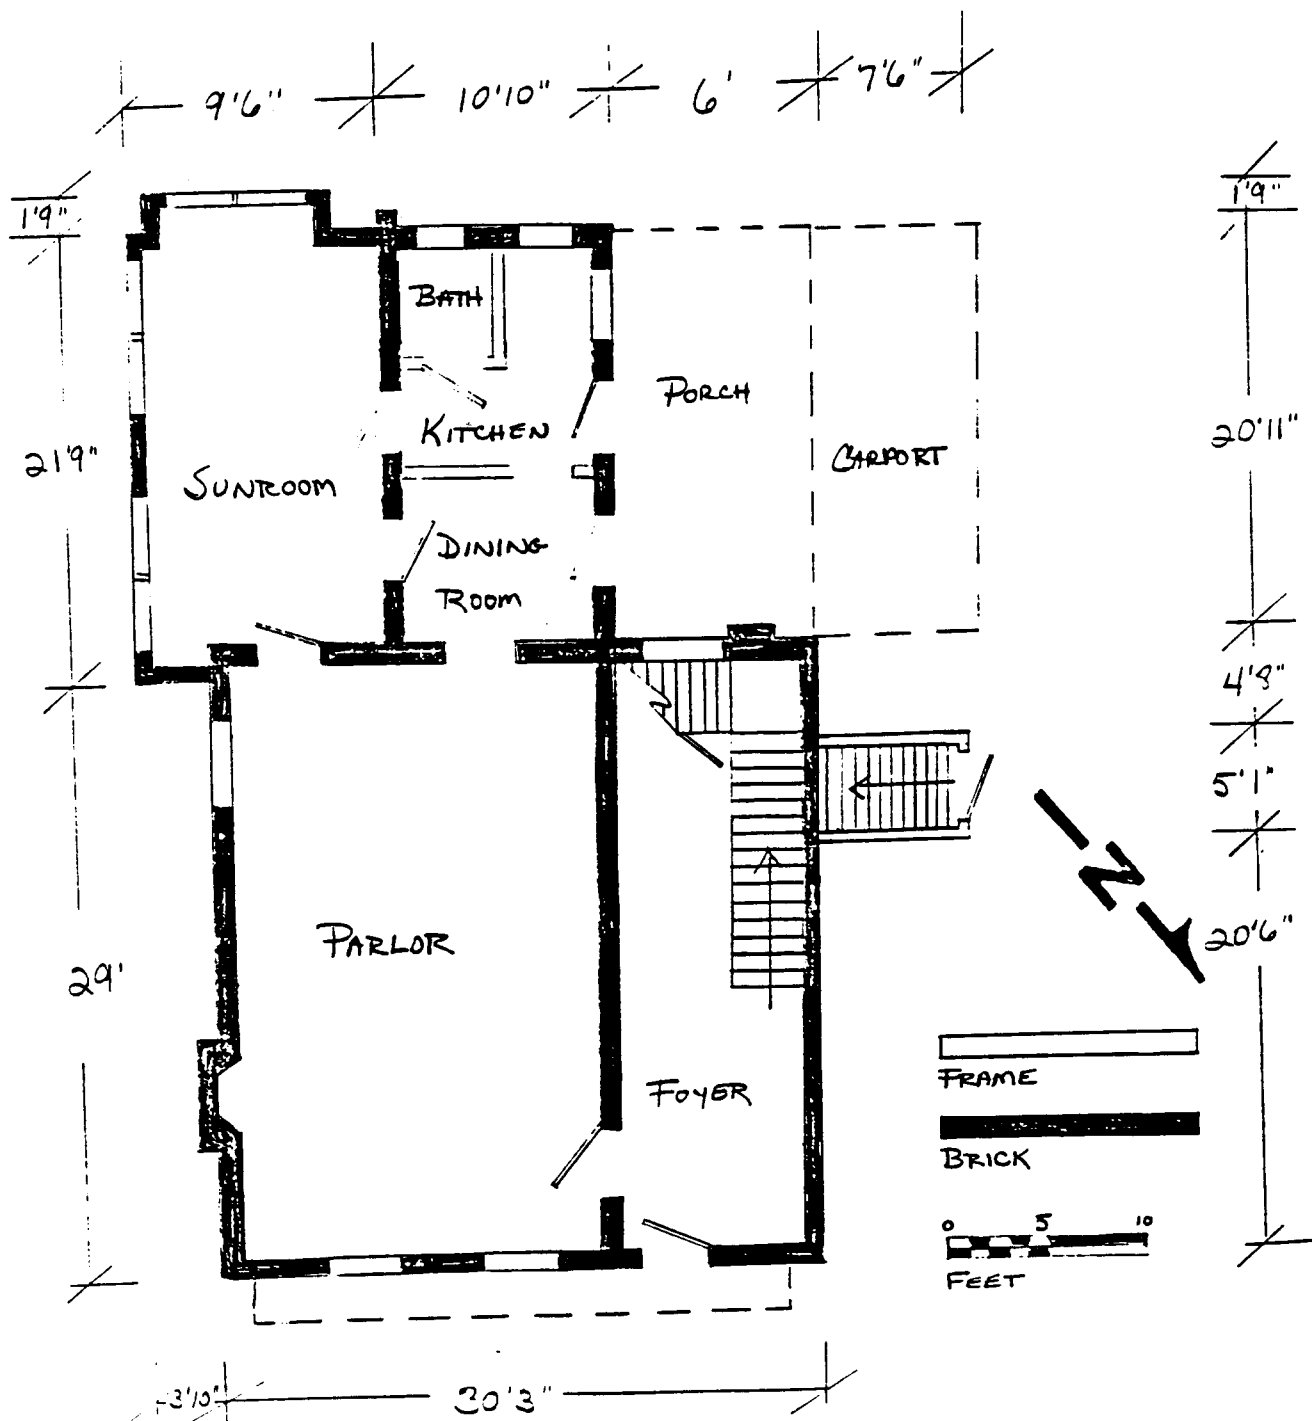 9'6"
10'10"
6'
7'6"
1'9"
1'9"
BATH
PORCH
KITCHEN
20'11"
CARPORT
21'9"
SUNROOM
DINING
ROOM
4'8"
5'1"
N
PARLOR
20'6"
29'
FRAME
FOYER
BRICK
0 5 10
FEET
3'10"
30'3"